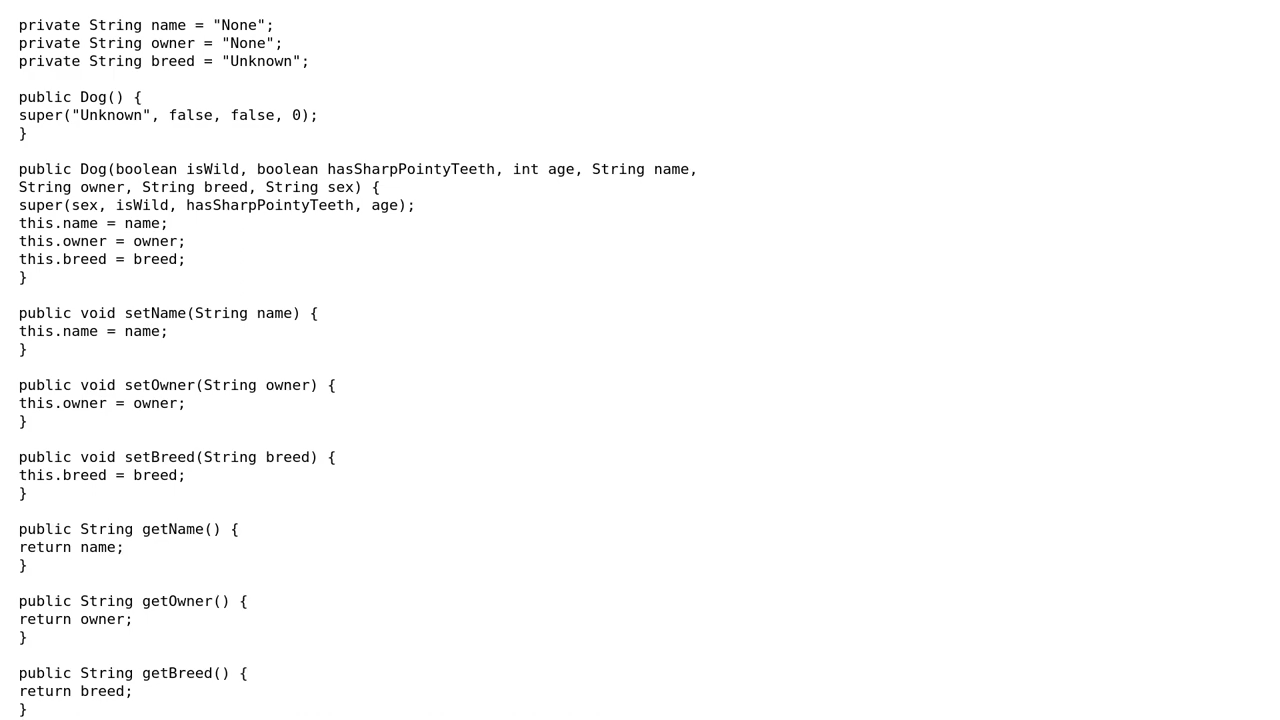 private String name = "None";
private String owner = "None";
private String breed = "Unknown";

public Dog() {
super("Unknown", false, false, 0);
}

public Dog(boolean isWild, boolean hasSharpPointyTeeth, int age, String name,
String owner, String breed, String sex) {
super(sex, isWild, hasSharpPointyTeeth, age);
this.name = name;
this.owner = owner;
this.breed = breed;
}

public void setName(String name) {
this.name = name;
}

public void setOwner(String owner) {
this.owner = owner;
}

public void setBreed(String breed) {
this.breed = breed;
}

public String getName() {
return name;
}

public String getOwner() {
return owner;
}

public String getBreed() {
return breed;
}